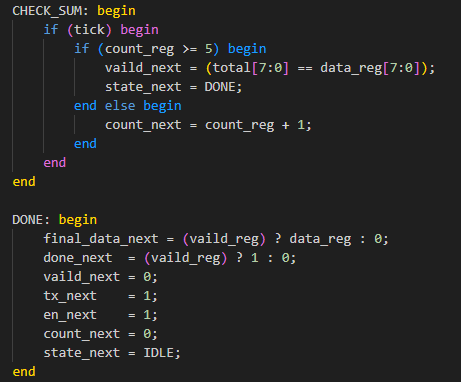 CHECK_SUM: begin
if (tick) begin
if (count_reg >= 5) begin
vaild_next = (total[7:0] == data_reg[7:0]);
state_next = DONE;
end else begin
count_next = count_reg + 1;
end
end
end
DONE: begin
final_data_next = (vaild_reg) ? data_reg : 0;
done_next  = (vaild_reg) ? 1 : 0;
vaild_next = 0;
tx_next    = 1;
en_next    = 1;
count_next = 0;
state_next = IDLE;
end